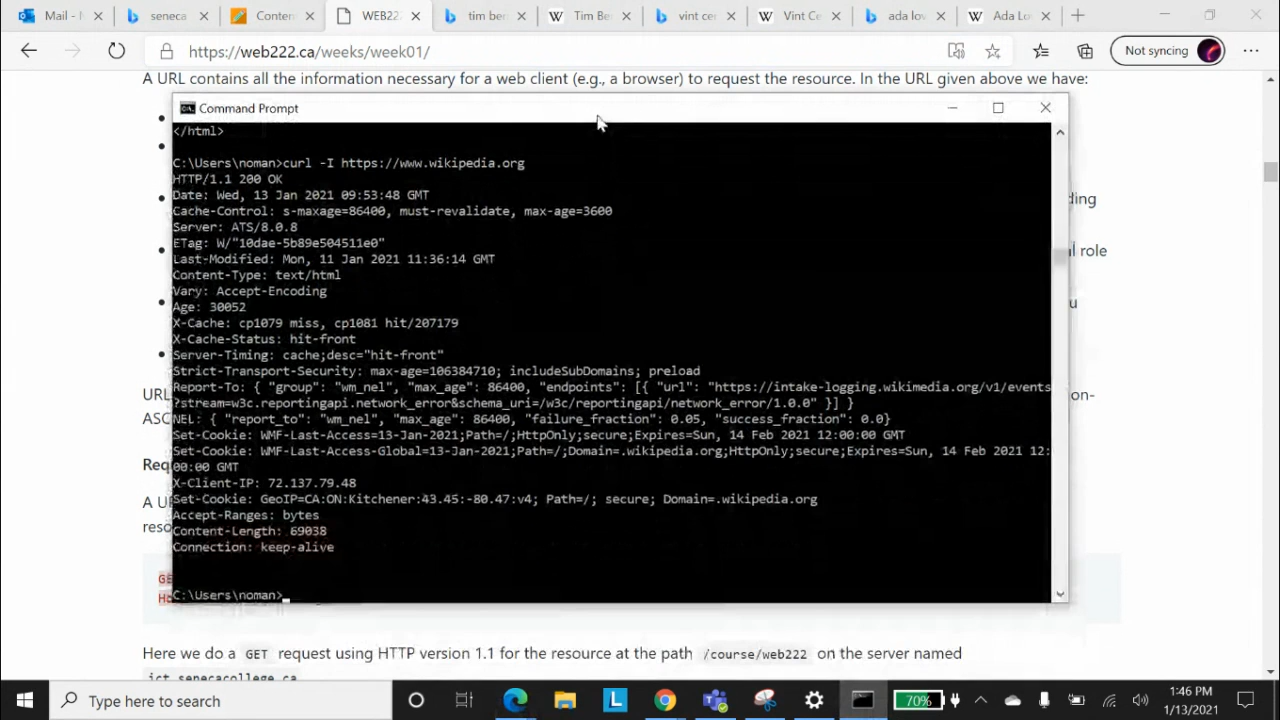 Mail - N
seneca
Conten
WEB222
tim ber
Tim Be
vint cer
Vint Ce
ada lov
Ada Lo
https://web222.ca/weeks/week01/
Not syncing
A URL contains all the information necessary for a web client (e.g., a browser) to request the resource. In the URL given above we have:
Command Prompt
</html>
C:\Users\noman>curl -I https://www.wikipedia.org
HTTP/1.1 200 OK
Date: Wed, 13 Jan 2021 09:53:48 GMT
Cache-Control: s-maxage=86400, must-revalidate, max-age=3600
Server: ATS/8.0.8
ETag: W/"10dae-5b89e504511e0"
Last-Modified: Mon, 11 Jan 2021 11:36:14 GMT
Content-Type: text/html
Vary: Accept-Encoding
Age: 30052
X-Cache: cp1079 miss, cp1081 hit/207179
X-Cache-Status: hit-front
Server-Timing: cache;desc="hit-front"
Strict-Transport-Security: max-age=106384710; includeSubDomains; preload
Report-To: { "group": "wm_nel", "max_age": 86400, "endpoints": [{ "url": "https://intake-logging.wikimedia.org/v1/events
?stream=w3c.reportingapi.network_error&schema_uri=/w3c/reportingapi/network_error/1.0.0" }] }
NEL: { "report_to": "wm_nel", "max_age": 86400, "failure_fraction": 0.05, "success_fraction": 0.0}
Set-Cookie: WMF-Last-Access=13-Jan-2021;Path=/;HttpOnly;secure;Expires=Sun, 14 Feb 2021 12:00:00 GMT
Set-Cookie: WMF-Last-Access-Global=13-Jan-2021;Path=/;Domain=.wikipedia.org;HttpOnly;secure;Expires=Sun, 14 Feb 2021 12:
00:00 GMT
X-Client-IP: 72.137.79.48
Set-Cookie: GeoIP=CA:ON:Kitchener:43.45:-80.47:v4; Path=/; secure; Domain=.wikipedia.org
Accept-Ranges: bytes
Content-Length: 69038
Connection: keep-alive
C:\Users\noman>
ding
al role
u
URL
on-
ASC
Req
A U
reso
GE
Ho
Here we do a GET request using HTTP version 1.1 for the resource at the path /course/web222 on the server named
ict.senecacollege.ca
Type here to search
70%
1:46 PM
1/13/2021